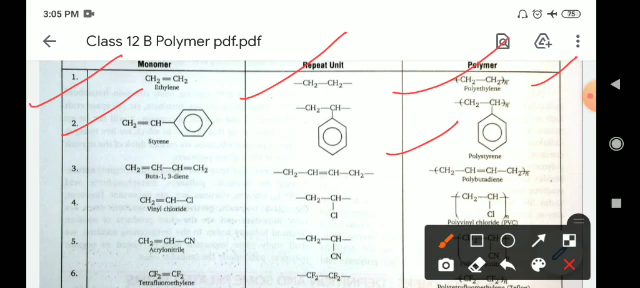 3:05 PM
75
Class 12 B Polymer pdf.pdf
Monomer Repeat Unit Polymer
1. CH₂=CH₂ —CH₂—CH₂— -(CH₂—CH₂)ₙ-
Ethylene Polyethylene
2. CH₂=CH— —CH₂—CH— -(CH₂—CH)ₙ-
Styrene Polystyrene
3. CH₂=CH—CH=CH₂ —CH₂—CH=CH—CH₂— -(CH₂—CH=CH—CH₂)ₙ-
Buta-1, 3-diene Polybutadiene
4. CH₂=CH—Cl —CH₂—CH— CH₂—CH
Vinyl chloride Cl Cl
Polyvinyl chloride (PVC)
5. CH₂=CH—CN —CH₂—CH—
Acrylonitrile CN CN
6. CF₂=CF₂ —CF₂—CF₂—
Tetrafluoroethylene